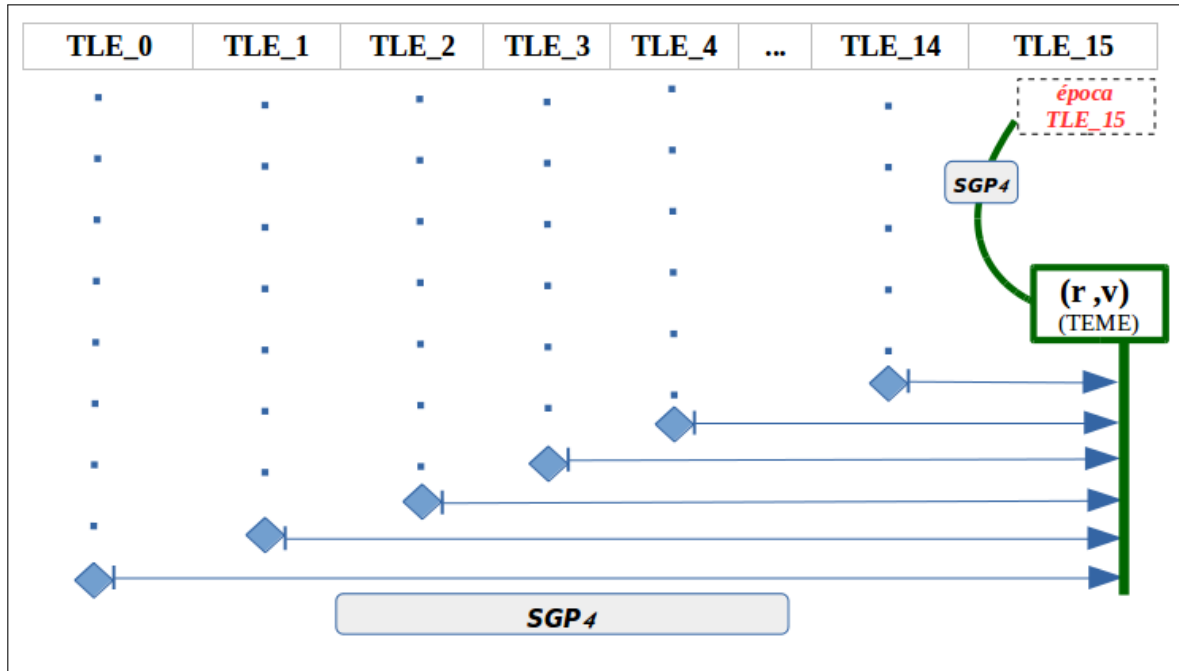 TLE_0 TLE_1 TLE_2 TLE_3 TLE_4 ... TLE_14 TLE_15
época
TLE_15
SGP4
(r ,v)
(TEME)
SGP4